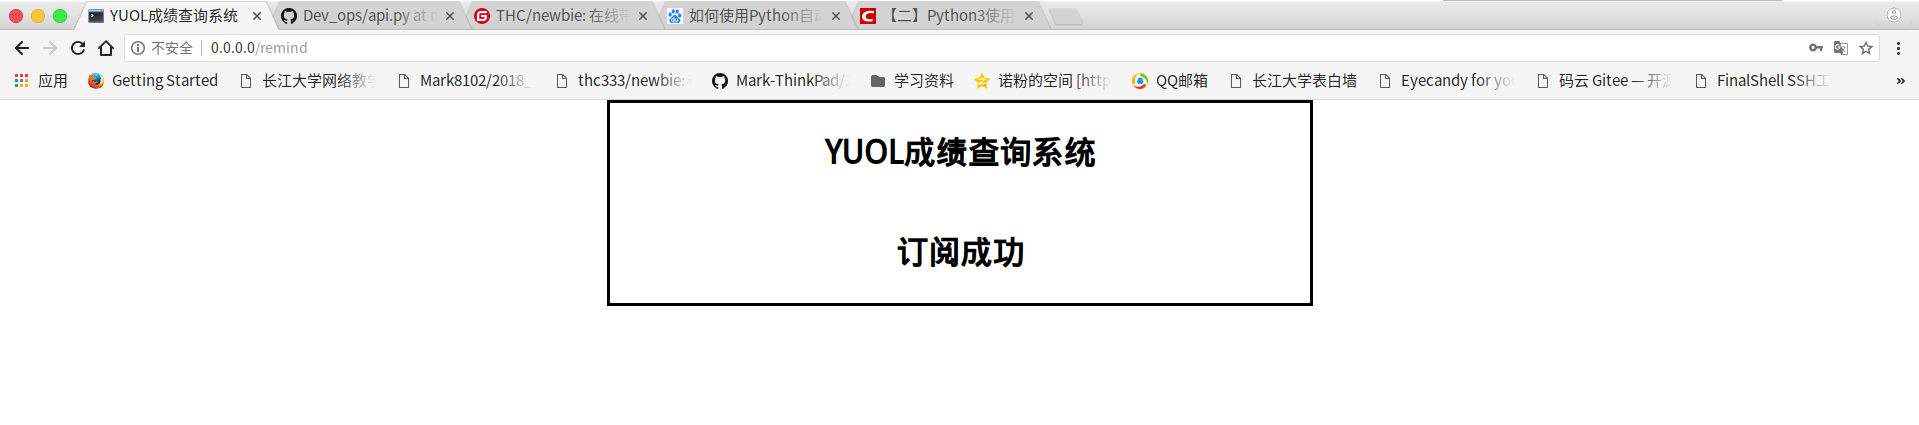 YUOL成绩查询系统
Dev_ops/api.py at
THC/newbie: 在线
如何使用Python自
【二】Python3使用
不安全 | 0.0.0.0/remind
应用
Getting Started
长江大学网络教
Mark8102/2018_
thc333/newbie:
Mark-ThinkPad/
学习资料
诺粉的空间 [http
QQ邮箱
长江大学表白墙
Eyecandy for yo
码云 Gitee — 开
FinalShell SSH工
»
YUOL成绩查询系统
订阅成功